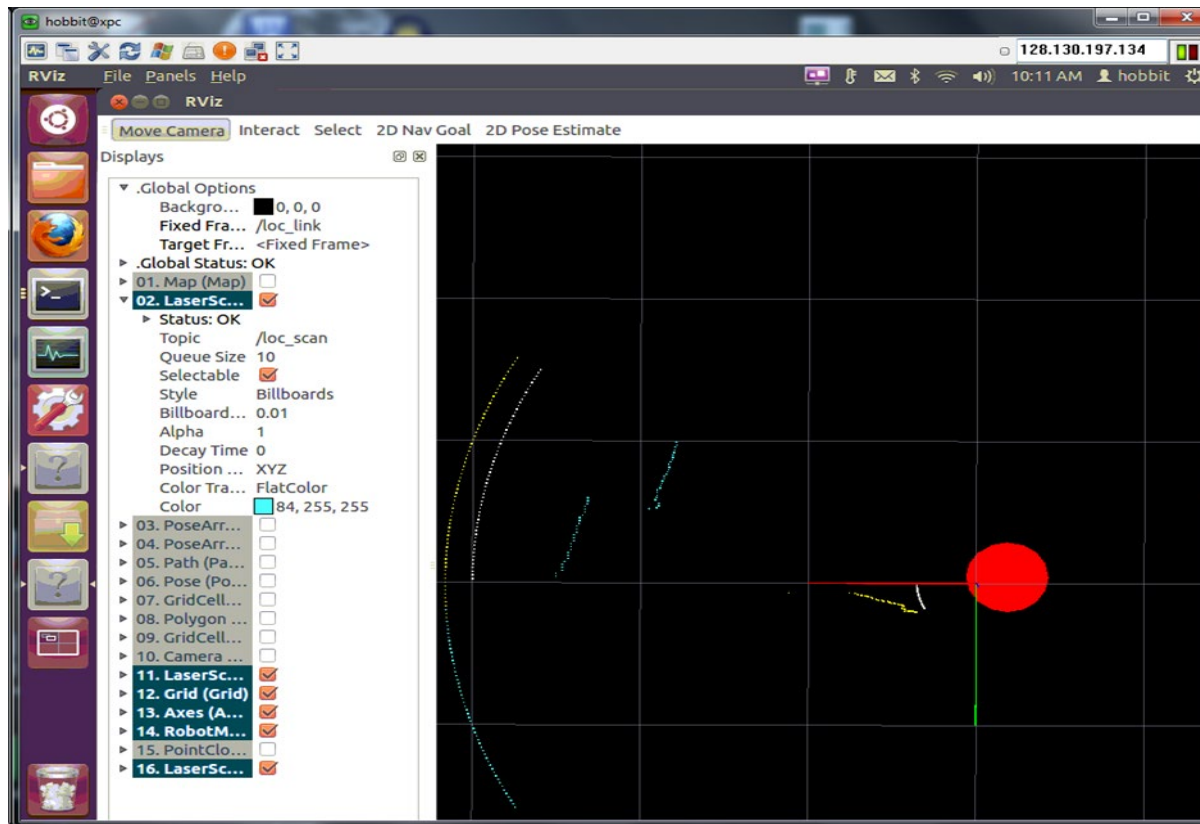 hobbit@xpc
128.130.197.134
RViz File Panels Help 10:11 AM hobbit
RViz
Move Camera Interact Select 2D Nav Goal 2D Pose Estimate
Displays
.Global Options
Backgro... 0, 0, 0
Fixed Fra... /loc_link
Target Fr... <Fixed Frame>
.Global Status: OK
01. Map (Map)
02. LaserSc...
Status: OK
Topic /loc_scan
Queue Size 10
Selectable
Style Billboards
Billboard... 0.01
Alpha 1
Decay Time 0
Position ... XYZ
Color Tra... FlatColor
Color 84, 255, 255
03. PoseArr...
04. PoseArr...
05. Path (Pa...
06. Pose (Po...
07. GridCell...
08. Polygon ...
09. GridCell...
10. Camera ...
11. LaserSc...
12. Grid (Grid)
13. Axes (A...
14. RobotM...
15. PointClo...
16. LaserSc...